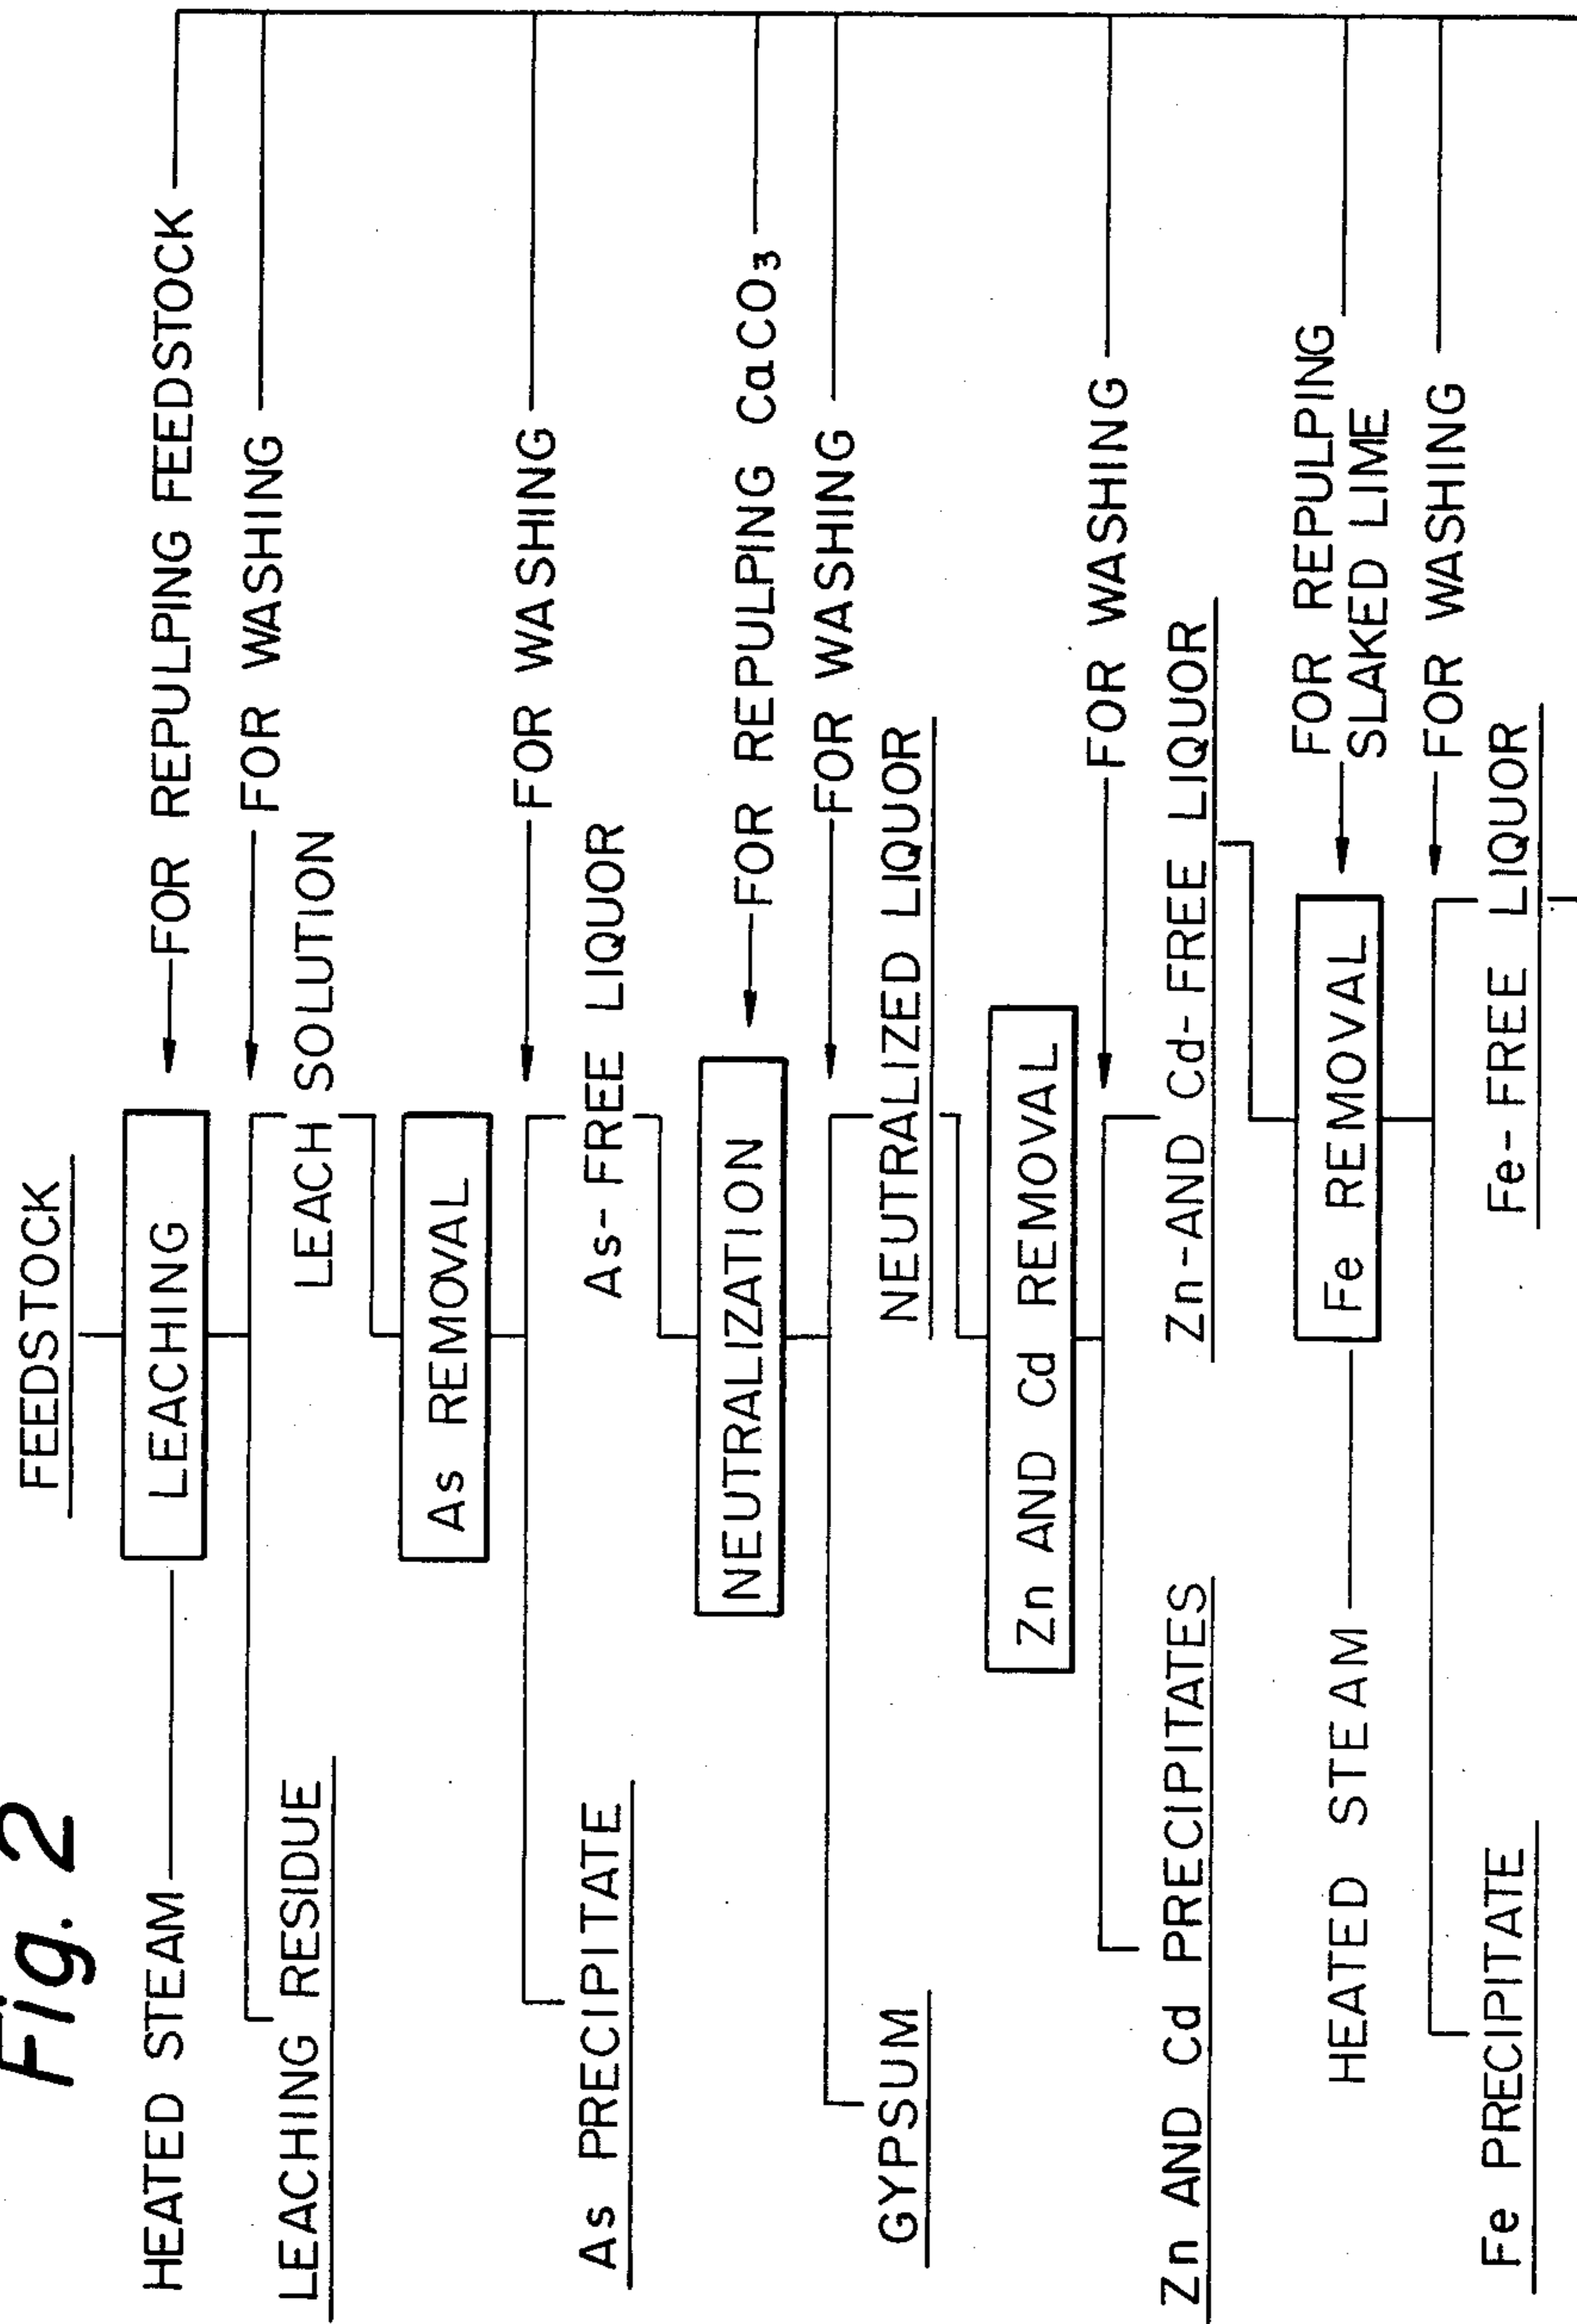 Fig. 2
FEEDSTOCK
HEATED STEAM
LEACHING
FOR REPULPING FEEDSTOCK
FOR WASHING
LEACHING RESIDUE
LEACH SOLUTION
As REMOVAL
FOR WASHING
As PRECIPITATE
As-FREE LIQUOR
NEUTRALIZATION
FOR REPULPING CaCO3
FOR WASHING
GYPSUM
NEUTRALIZED LIQUOR
Zn AND Cd REMOVAL
FOR WASHING
Zn AND Cd PRECIPITATES
Zn-AND Cd-FREE LIQUOR
HEATED STEAM
Fe REMOVAL
FOR REPULPING
SLAKED LIME
FOR WASHING
Fe PRECIPITATE
Fe-FREE LIQUOR